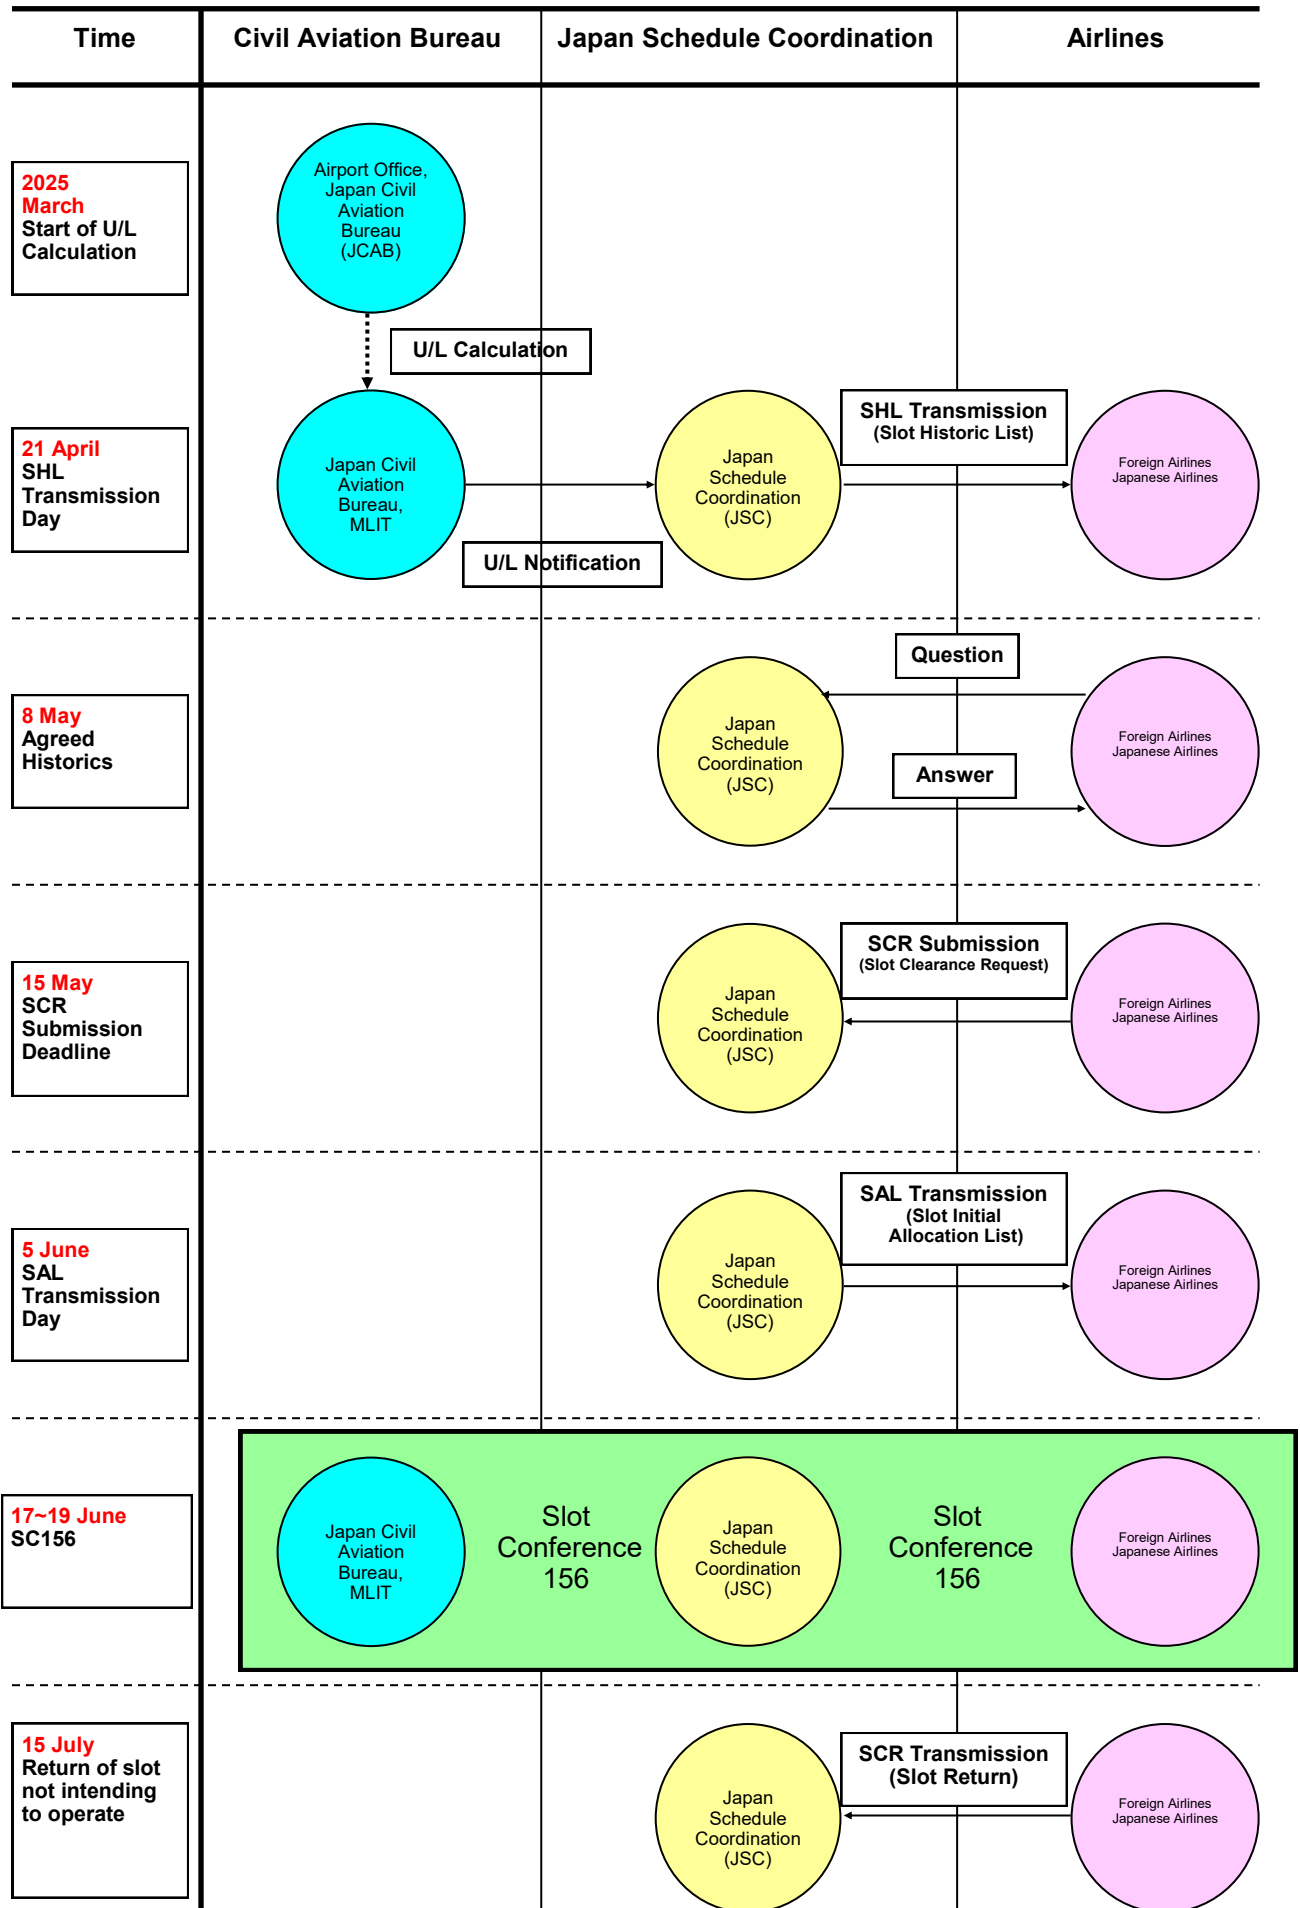 Time
Civil Aviation Bureau
Japan Schedule Coordination
Airlines
2025
March
Start of U/L
Calculation
Airport Office,
Japan Civil
Aviation
Bureau
(JCAB)
U/L Calculation
21 April
SHL
Transmission
Day
Japan Civil
Aviation
Bureau,
MLIT
U/L Notification
Japan
Schedule
Coordination
(JSC)
SHL Transmission
(Slot Historic List)
Foreign Airlines
Japanese Airlines
8 May
Agreed
Historics
Japan
Schedule
Coordination
(JSC)
Question
Answer
Foreign Airlines
Japanese Airlines
15 May
SCR
Submission
Deadline
Japan
Schedule
Coordination
(JSC)
SCR Submission
(Slot Clearance Request)
Foreign Airlines
Japanese Airlines
5 June
SAL
Transmission
Day
Japan
Schedule
Coordination
(JSC)
SAL Transmission
(Slot Initial
Allocation List)
Foreign Airlines
Japanese Airlines
17~19 June
SC156
Japan Civil
Aviation
Bureau,
MLIT
Slot
Conference
156
Japan
Schedule
Coordination
(JSC)
Slot
Conference
156
Foreign Airlines
Japanese Airlines
15 July
Return of slot
not intending
to operate
Japan
Schedule
Coordination
(JSC)
SCR Transmission
(Slot Return)
Foreign Airlines
Japanese Airlines